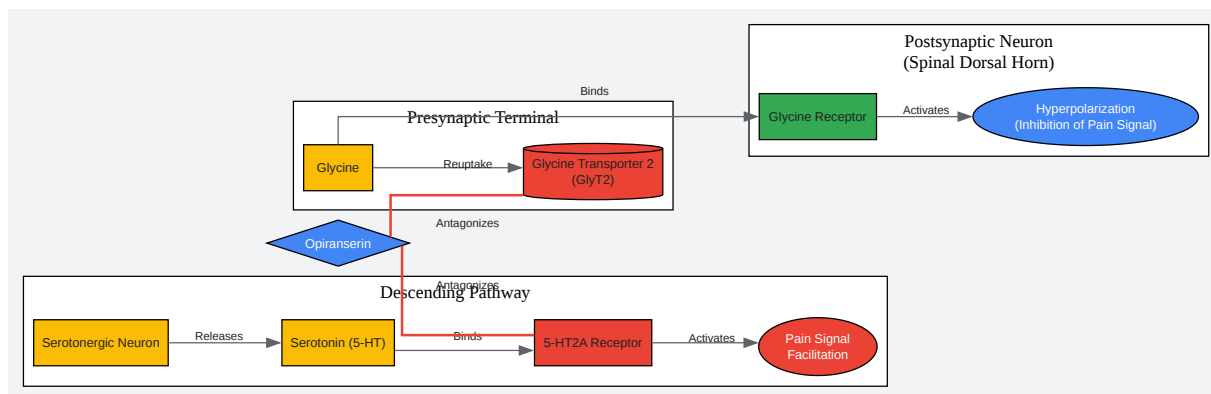 Postsynaptic Neuron
(Spinal Dorsal Horn)
Binds
Glycine Receptor
Activates
Hyperpolarization
(Inhibition of Pain Signal)
Presynaptic Terminal
Glycine
Reuptake
Glycine Transporter 2
(GlyT2)
Antagonizes
Opiranserin
Antagonizes
Descending Pathway
Serotonergic Neuron
Releases
Serotonin (5-HT)
Binds
5-HT2A Receptor
Activates
Pain Signal
Facilitation